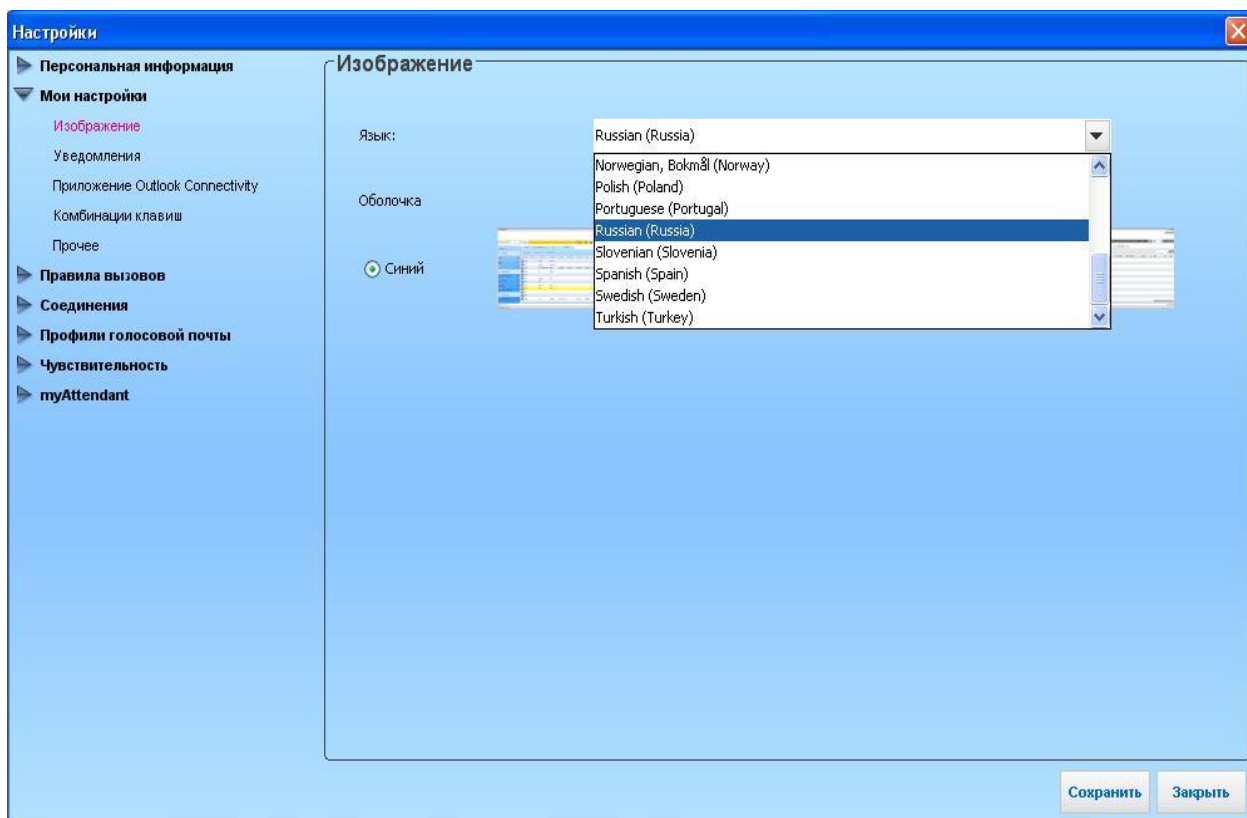 Настройки
Персональная информация
Мои настройки
Изображение
Уведомления
Приложение Outlook Connectivity
Комбинации клавиш
Прочее
Правила вызовов
Соединения
Профили голосовой почты
Чувствительность
myAttendant
Изображение
Язык:
Russian (Russia)
Norwegian, Bokmål (Norway)
Polish (Poland)
Portuguese (Portugal)
Russian (Russia)
Slovenian (Slovenia)
Spanish (Spain)
Swedish (Sweden)
Turkish (Turkey)
Оболочка
Синий
Сохранить
Закрыть